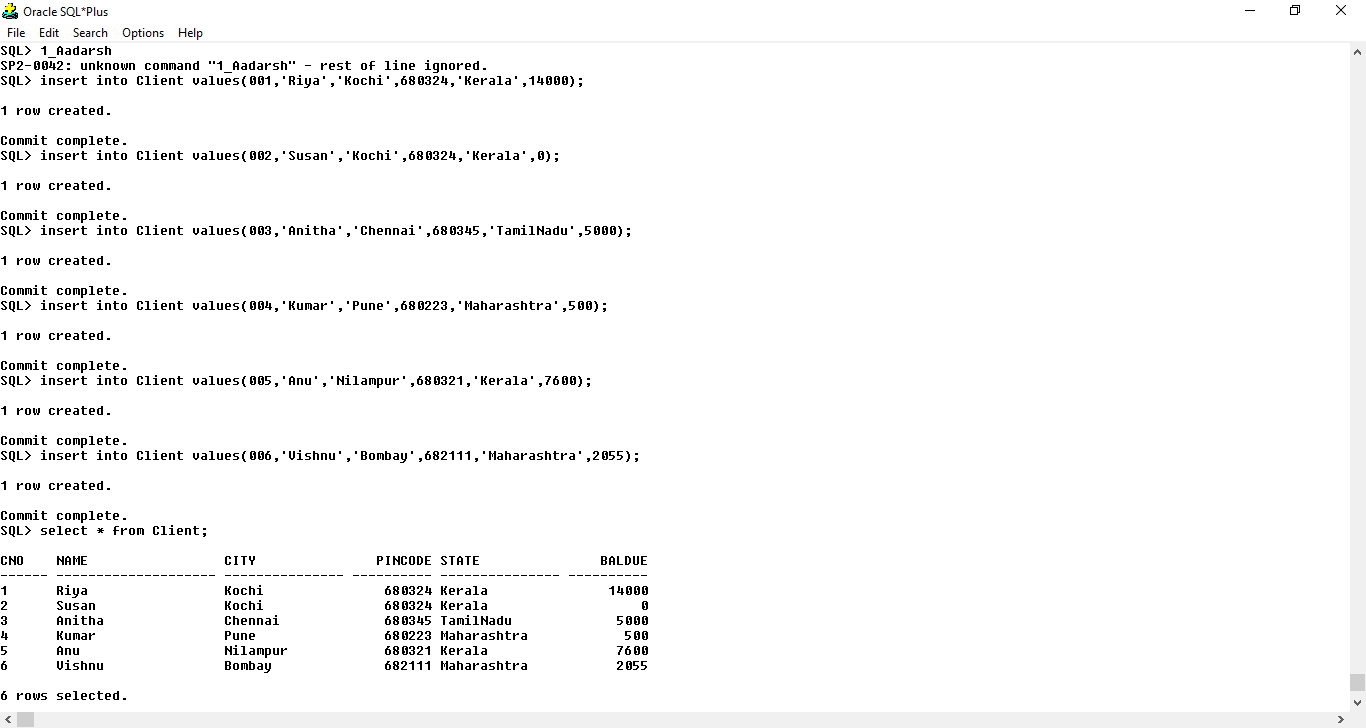 Oracle SQL*Plus
File Edit Search Options Help
SQL> 1_Aadarsh
SP2-0042: unknown command "1_Aadarsh" - rest of line ignored.
SQL> insert into Client values(001,'Riya','Kochi',680324,'Kerala',14000);
1 row created.
Commit complete.
SQL> insert into Client values(002,'Susan','Kochi',680324,'Kerala',0);
1 row created.
Commit complete.
SQL> insert into Client values(003,'Anitha','Chennai',680345,'TamilNadu',5000);
1 row created.
Commit complete.
SQL> insert into Client values(004,'Kumar','Pune',680223,'Maharashtra',500);
1 row created.
Commit complete.
SQL> insert into Client values(005,'Anu','Nilampur',680321,'Kerala',7600);
1 row created.
Commit complete.
SQL> insert into Client values(006,'Vishnu','Bombay',682111,'Maharashtra',2055);
1 row created.
Commit complete.
SQL> select * from Client;
CNO    NAME                 CITY               PINCODE STATE               BALDUE
------ -------------------- --------------- ---------- --------------- ----------
1      Riya                 Kochi               680324 Kerala               14000
2      Susan                Kochi               680324 Kerala                   0
3      Anitha               Chennai             680345 TamilNadu             5000
4      Kumar                Pune                680223 Maharashtra            500
5      Anu                  Nilampur            680321 Kerala                7600
6      Vishnu               Bombay              682111 Maharashtra           2055
6 rows selected.